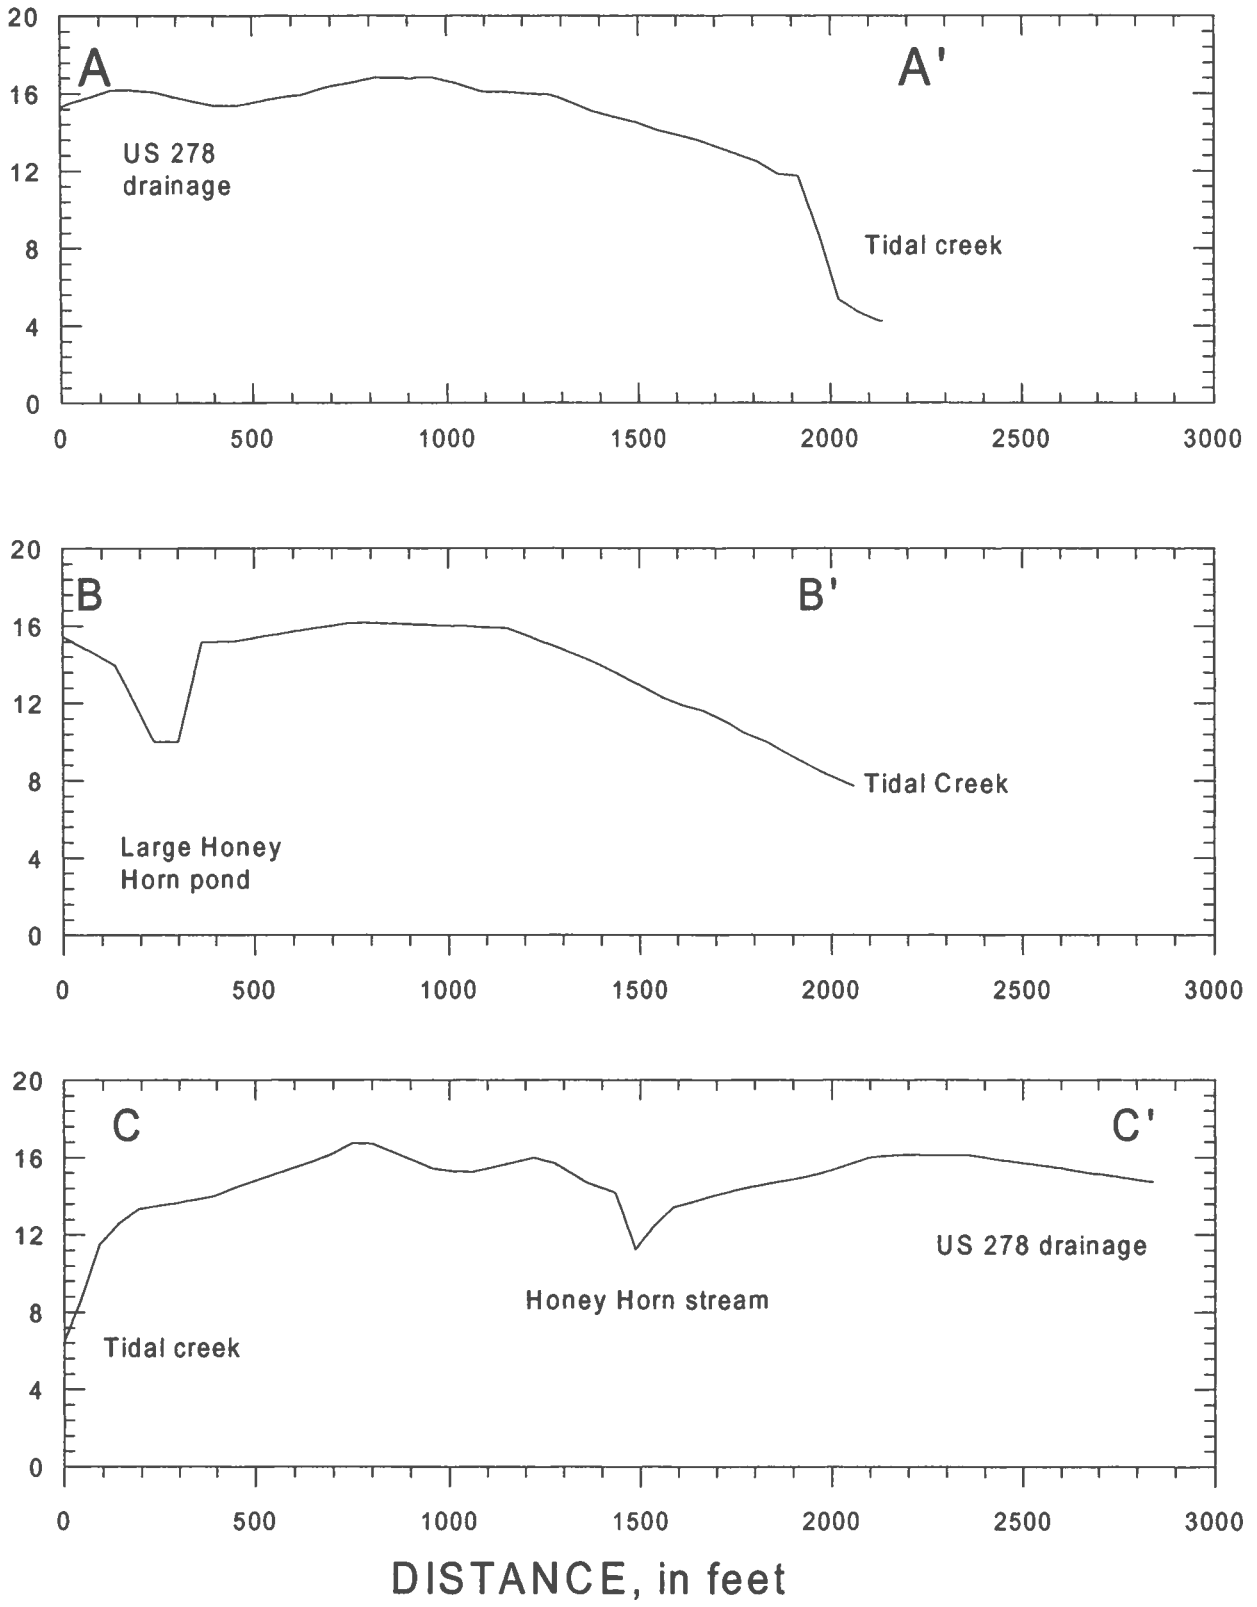 20
A
A'
16
US 278
drainage
12
Tidal creek
8
4
0
0 500 1000 1500 2000 2500 3000
20
B
B'
16
12
8
Tidal Creek
Large Honey
Horn pond
4
0
0 500 1000 1500 2000 2500 3000
20
C
C'
16
12
US 278 drainage
Honey Horn stream
8
Tidal creek
4
0
0 500 1000 1500 2000 2500 3000
DISTANCE, in feet